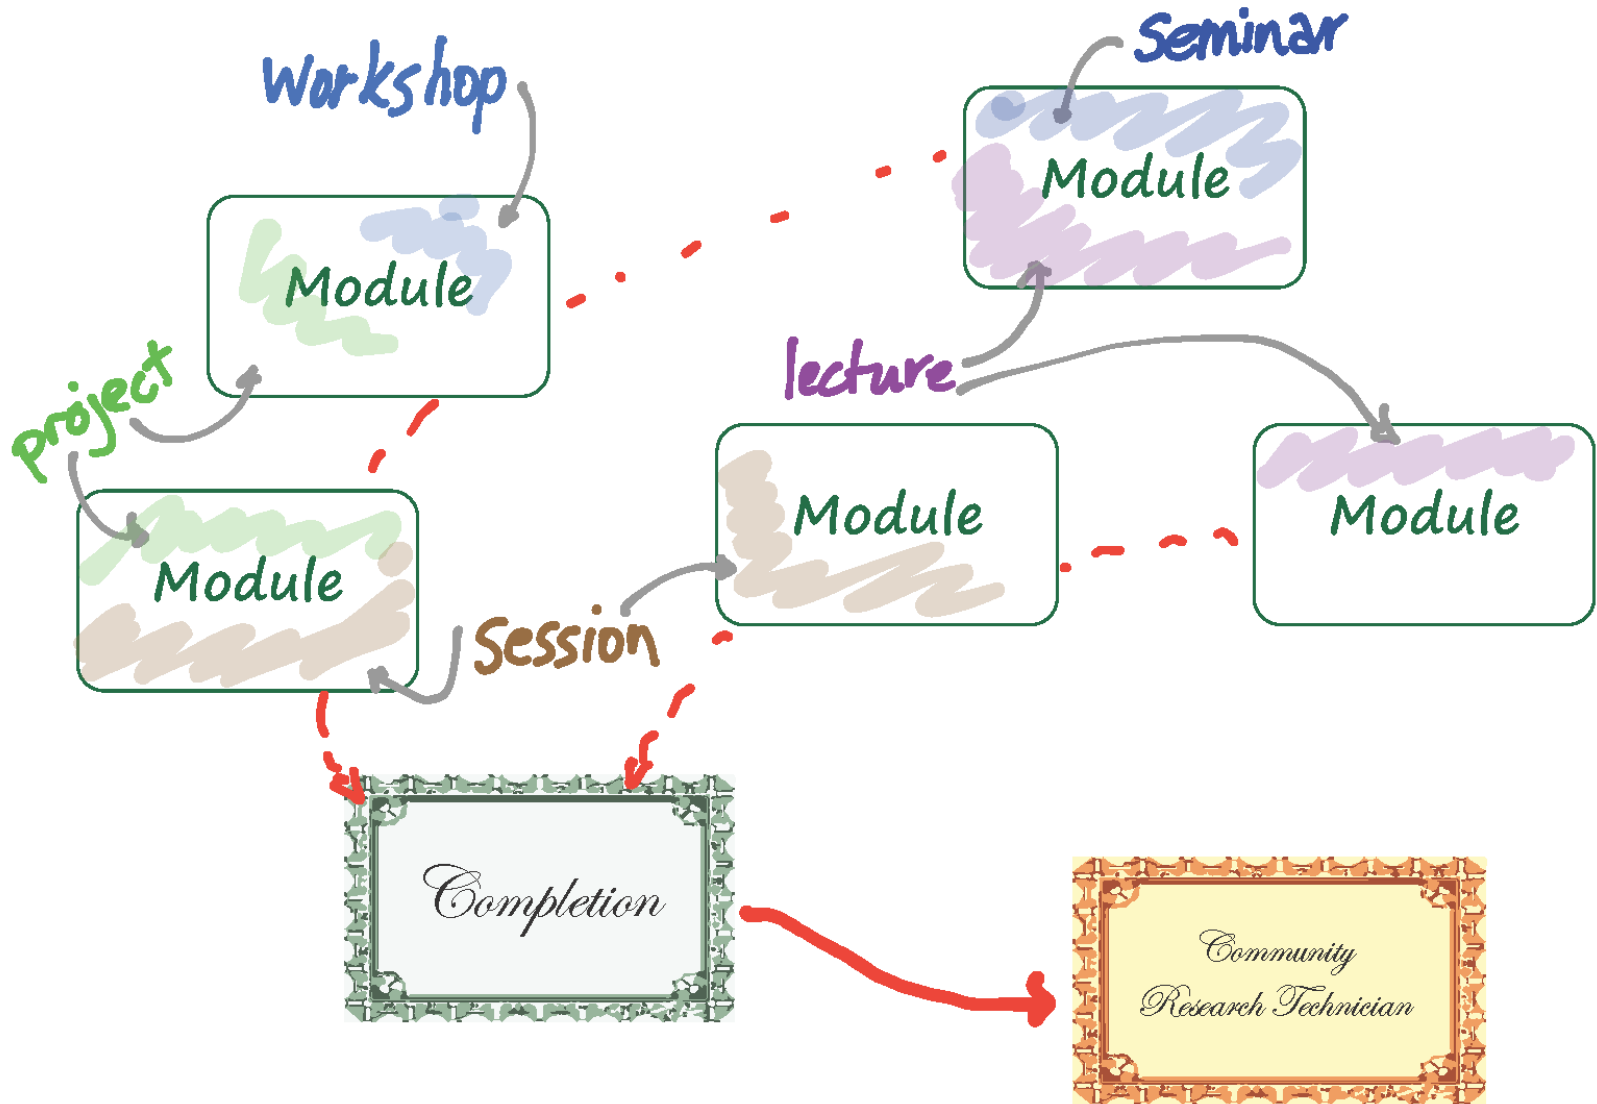 Seminar
Workshop
Module
Module
project
lecture
Module
Module
Module
Session
Completion
Community
Research Technician